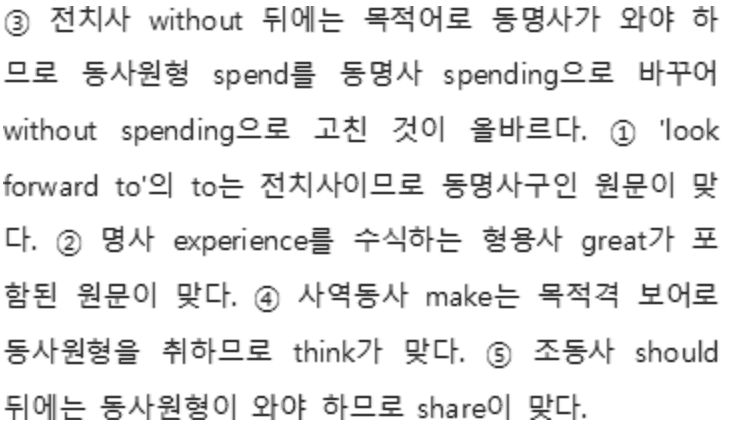 ③ 전치사 without 뒤에는 목적어로 동명사가 와야 하
므로 동사원형 spend를 동명사 spending으로 바꾸어
without spending으로 고친 것이 올바르다. ① 'look
forward to'의 to는 전치사이므로 동명사구인 원문이 맞
다. ② 명사 experience를 수식하는 형용사 great가 포
함된 원문이 맞다. ④ 사역동사 make는 목적격 보어로
동사원형을 취하므로 think가 맞다. ⑤ 조동사 should
뒤에는 동사원형이 와야 하므로 share이 맞다.